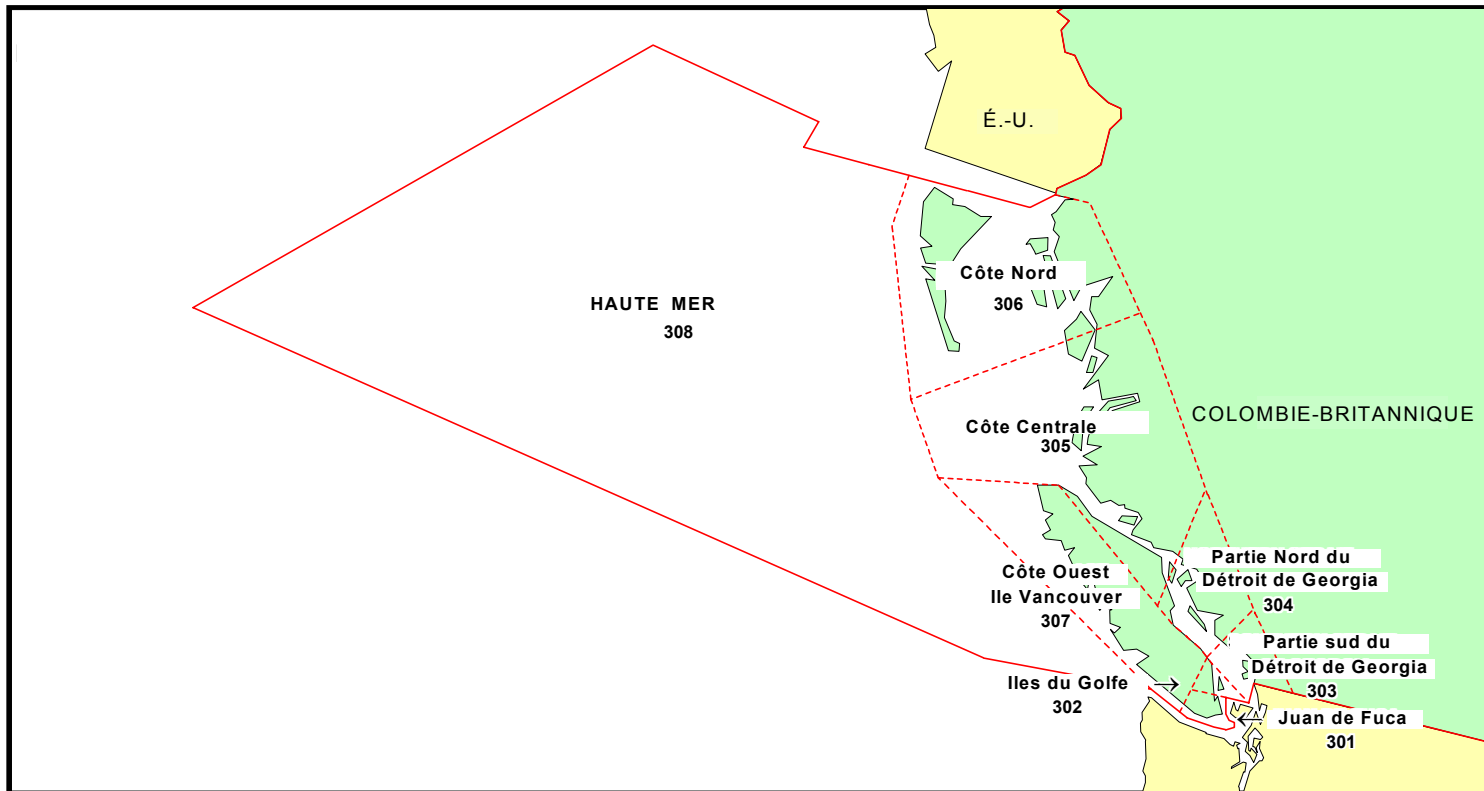 É.-U.
Côte Nord
306
HAUTE MER
308
COLOMBIE-BRITANNIQUE
Côte Centrale
305
Partie Nord du
Détroit de Georgia
304
Côte Ouest
Ile Vancouver
307
Partie sud du
Détroit de Georgia
303
Iles du Golfe
302
Juan de Fuca
301